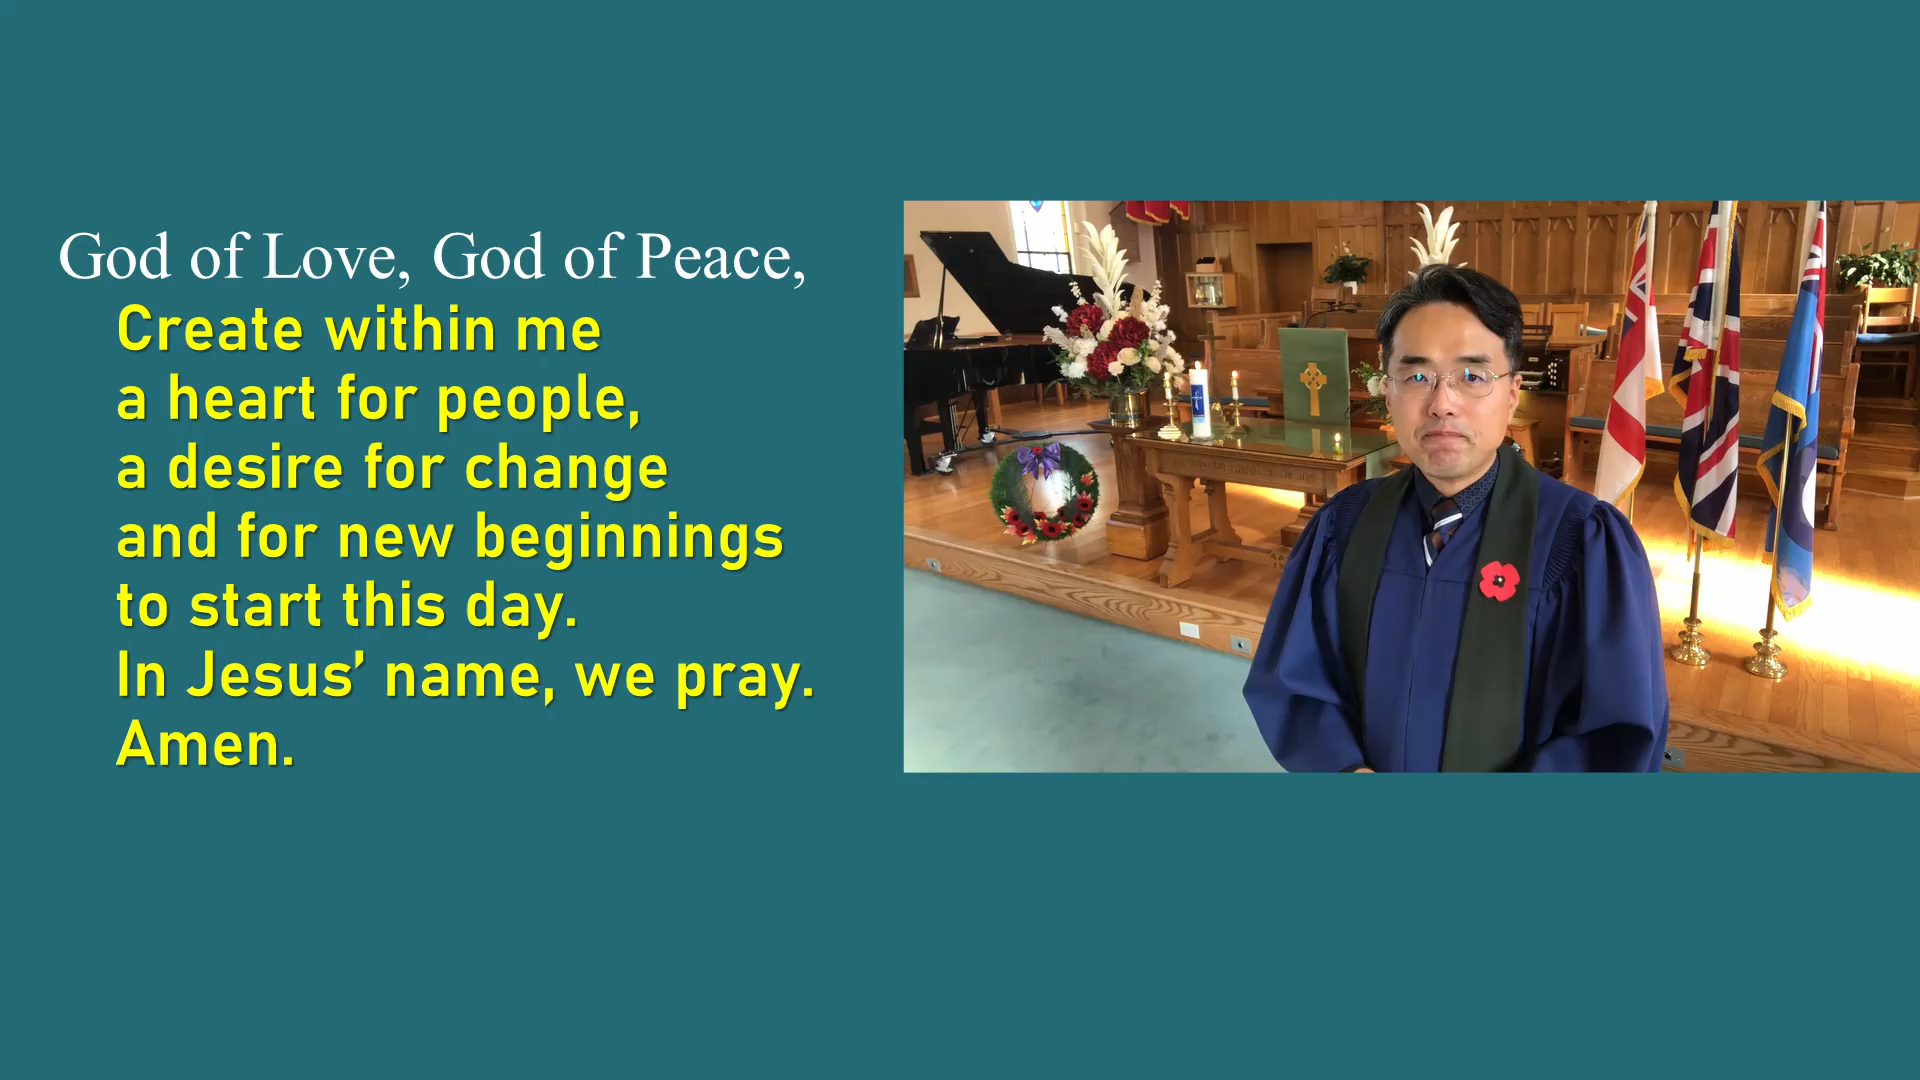 God of Love, God of Peace,
Create within me
a heart for people,
a desire for change
and for new beginnings
to start this day.
In Jesus’ name, we pray.
Amen.